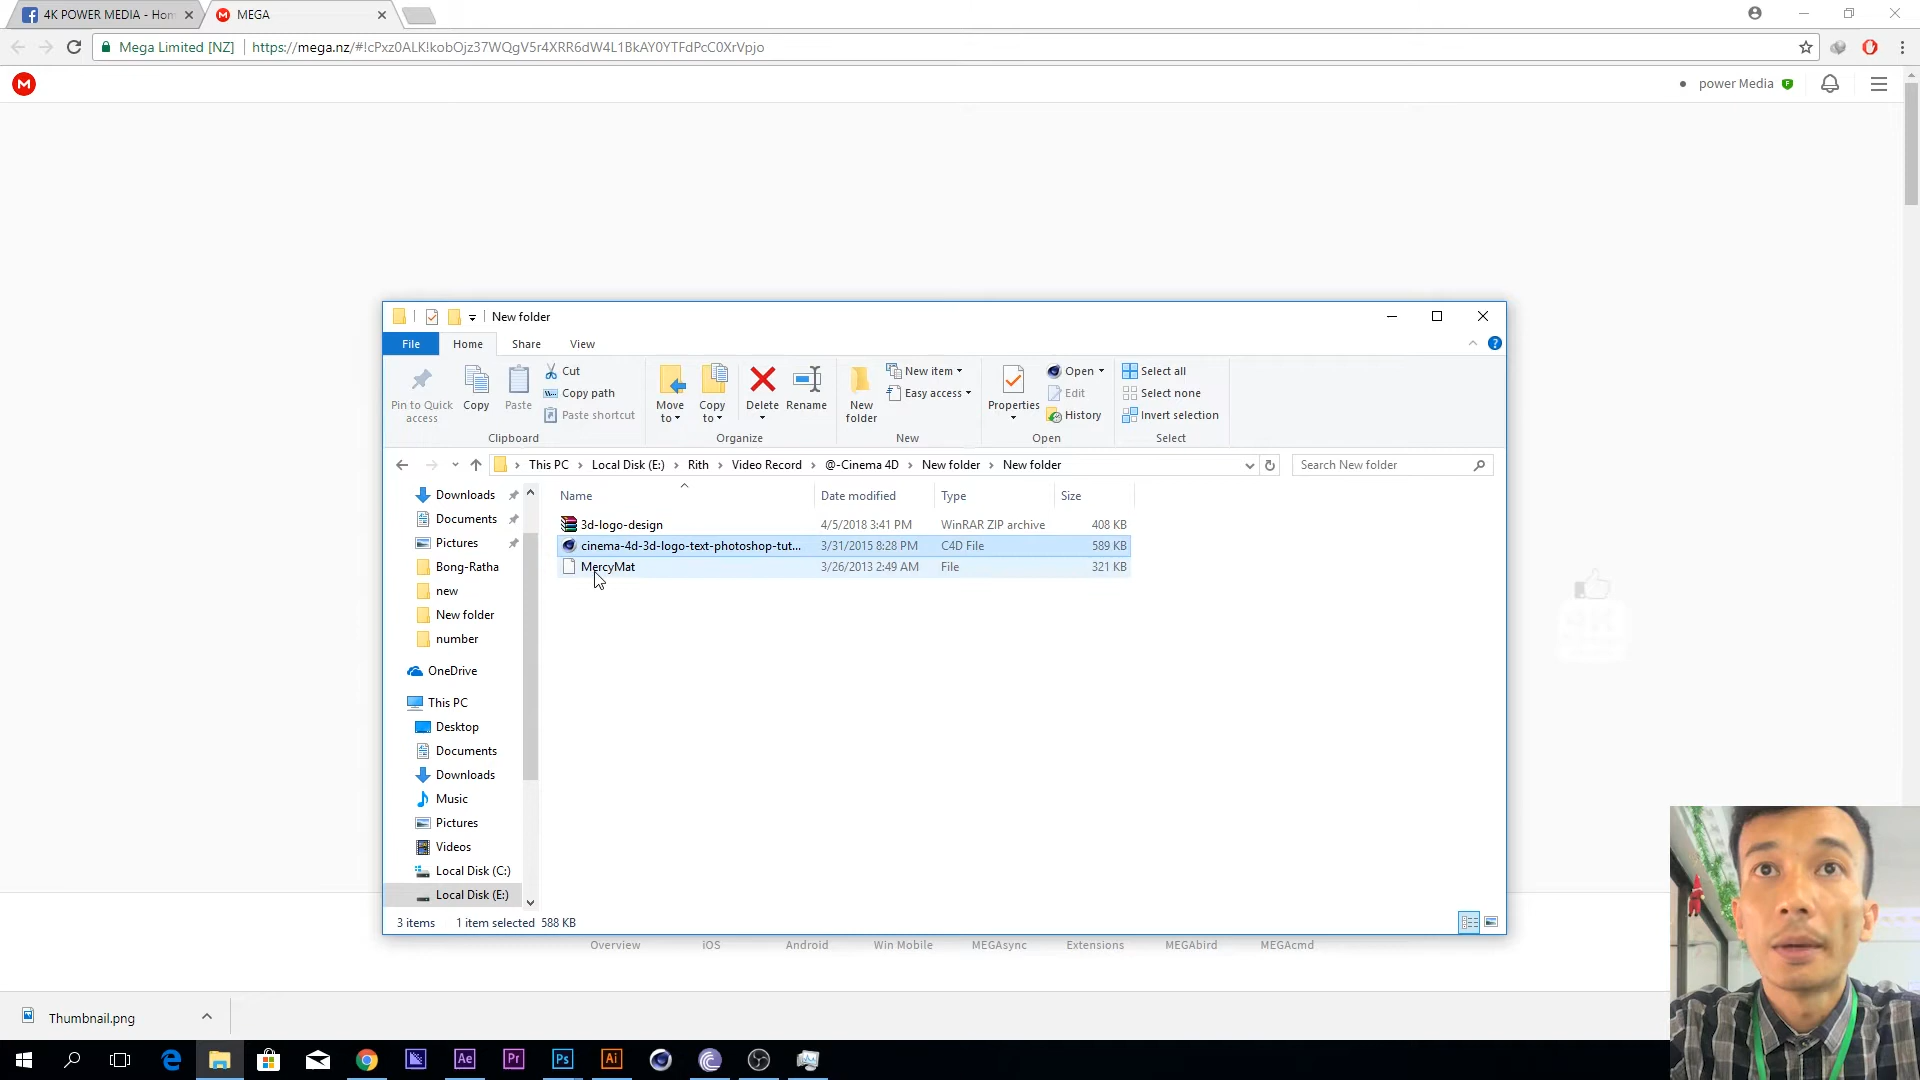 4K POWER MEDIA - Hom
MEGA
Mega Limited [NZ]
https://mega.nz/#!cPxz0ALK!kobOjz37WQgV5r4XRR6dW4L1BkAY0YTFdPcC0XrVpjo
power Media
New folder
File
Home
Share
View
Pin to Quick access
Copy
Paste
Cut
Copy path
Paste shortcut
Clipboard
Move to
Copy to
Delete
Rename
Organize
New folder
New item
Easy access
New
Properties
Open
Edit
History
Open
Select all
Select none
Invert selection
Select
This PC
Local Disk (E:)
Rith
Video Record
@-Cinema 4D
New folder
New folder
Search New folder
Downloads
Documents
Pictures
Bong-Ratha
new
New folder
number
OneDrive
This PC
Desktop
Documents
Downloads
Music
Pictures
Videos
Local Disk (C:)
Local Disk (E:)
Name Date modified Type Size
3d-logo-design 4/5/2018 3:41 PM WinRAR ZIP archive 408 KB
cinema-4d-3d-logo-text-photoshop-tut... 3/31/2015 8:28 PM C4D File 589 KB
MercyMat 3/26/2013 2:49 AM File 321 KB
3 items 1 item selected 588 KB
Overview iOS Android Win Mobile MEGAsync Extensions MEGAbird MEGAcmd
Thumbnail.png
Ae Pr Ps Ai